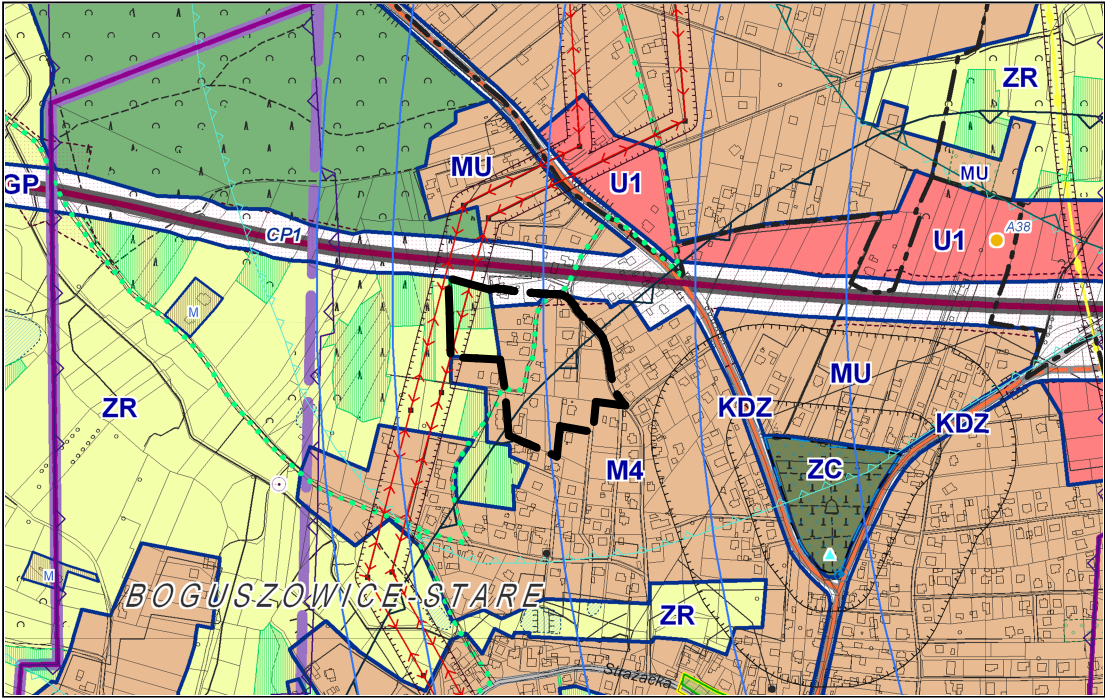 ZR
MU
MU
GP
U1
A38
U1
CP1
M
MU
ZR
KDZ
KDZ
M4
ZC
M
BOGUSZOWICE-STARE
ZR
Strażacka